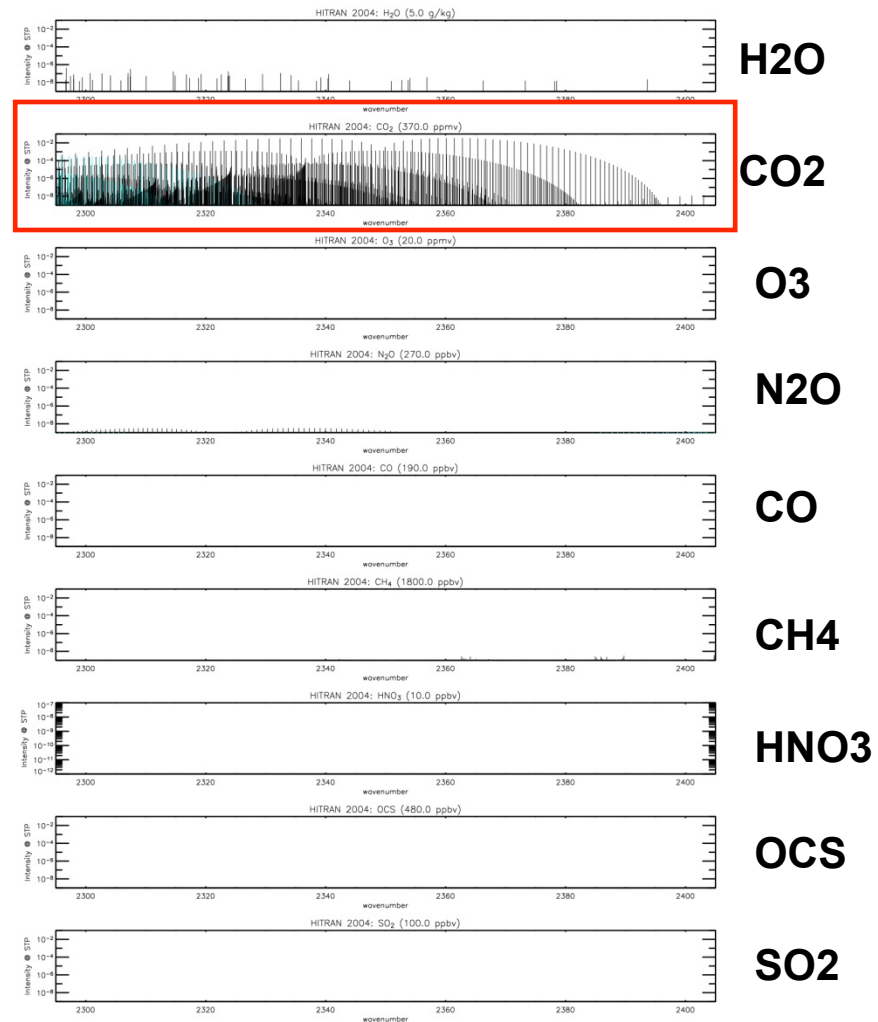 HITRAN 2004: H₂O (5.0 g/kg)
Intensity @ STP
10⁻²
10⁻⁴
10⁻⁶
10⁻⁸
H2O
2300 2320 2340 2360 2380 2400
wavenumber
HITRAN 2004: CO₂ (370.0 ppmv)
Intensity @ STP
10⁻²
10⁻⁴
10⁻⁶
10⁻⁸
CO2
2300 2320 2340 2360 2380 2400
wavenumber
HITRAN 2004: O₃ (20.0 ppmv)
Intensity @ STP
10⁻²
10⁻⁴
10⁻⁶
10⁻⁸
O3
2300 2320 2340 2360 2380 2400
wavenumber
HITRAN 2004: N₂O (270.0 ppbv)
Intensity @ STP
10⁻²
10⁻⁴
10⁻⁶
10⁻⁸
N2O
2300 2320 2340 2360 2380 2400
wavenumber
HITRAN 2004: CO (190.0 ppbv)
Intensity @ STP
10⁻²
10⁻⁴
10⁻⁶
10⁻⁸
CO
2300 2320 2340 2360 2380 2400
wavenumber
HITRAN 2004: CH₄ (1800.0 ppbv)
Intensity @ STP
10⁻²
10⁻⁴
10⁻⁶
10⁻⁸
CH4
2300 2320 2340 2360 2380 2400
wavenumber
HITRAN 2004: HNO₃ (10.0 ppbv)
Intensity @ STP
10⁻⁷
10⁻⁸
10⁻⁹
10⁻¹⁰
10⁻¹¹
10⁻¹²
HNO3
2300 2320 2340 2360 2380 2400
wavenumber
HITRAN 2004: OCS (480.0 ppbv)
Intensity @ STP
10⁻²
10⁻⁴
10⁻⁶
10⁻⁸
OCS
2300 2320 2340 2360 2380 2400
wavenumber
HITRAN 2004: SO₂ (100.0 ppbv)
Intensity @ STP
10⁻²
10⁻⁴
10⁻⁶
10⁻⁸
SO2
2300 2320 2340 2360 2380 2400
wavenumber